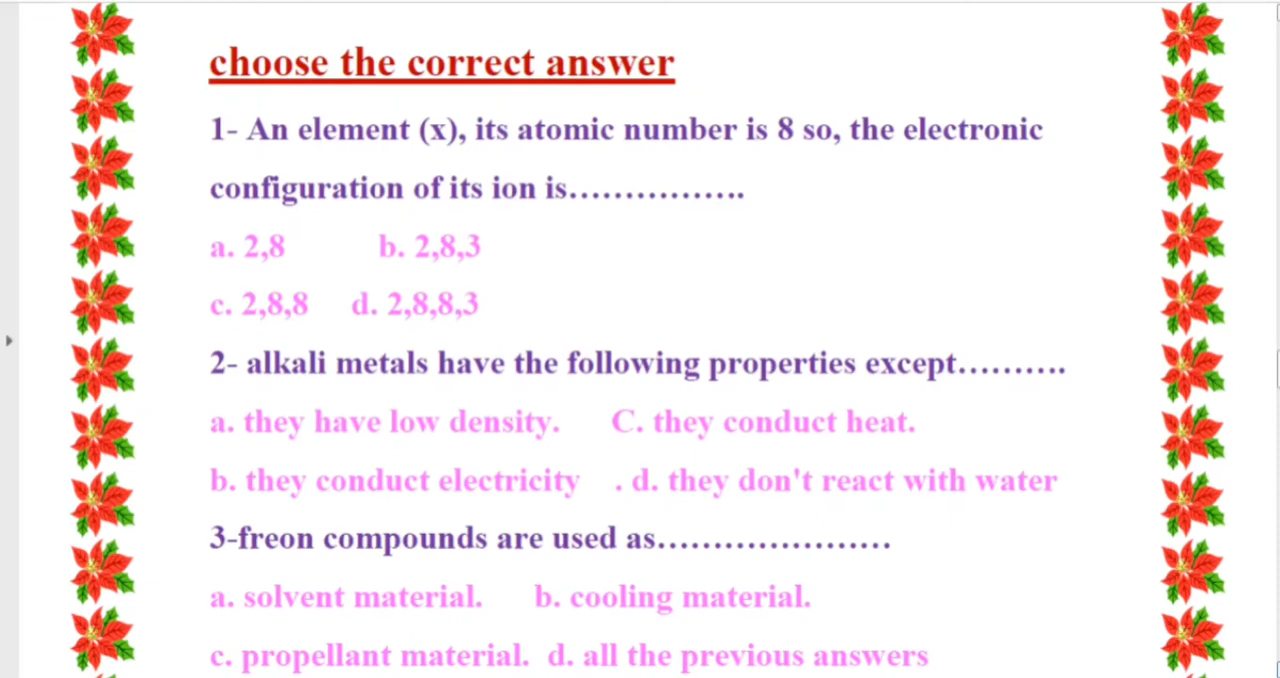 choose the correct answer
1- An element (x), its atomic number is 8 so, the electronic
configuration of its ion is…………….
a. 2,8 b. 2,8,3
c. 2,8,8 d. 2,8,8,3
2- alkali metals have the following properties except……….
a. they have low density. C. they conduct heat.
b. they conduct electricity . d. they don't react with water
3-freon compounds are used as…………………
a. solvent material. b. cooling material.
c. propellant material. d. all the previous answers